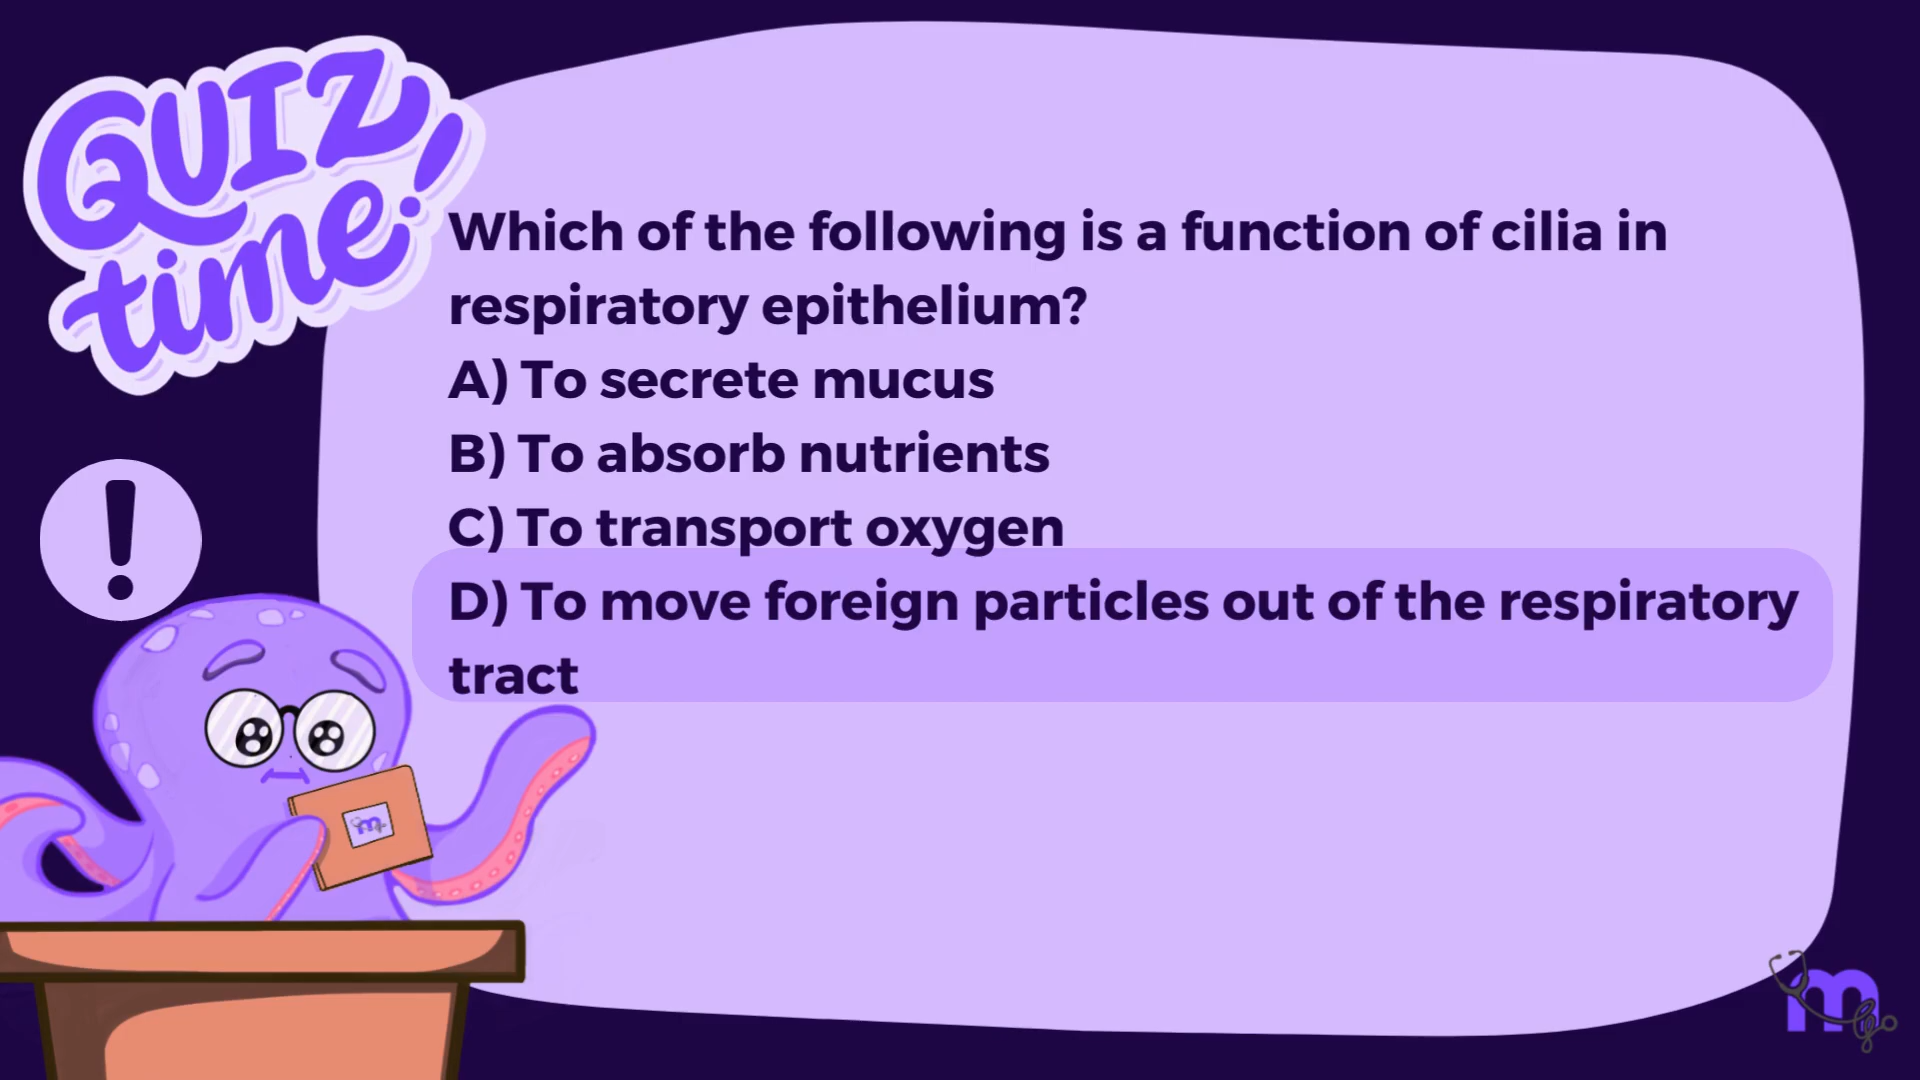 QUIZ
time!
Which of the following is a function of cilia in
respiratory epithelium?
A) To secrete mucus
B) To absorb nutrients
C) To transport oxygen
D) To move foreign particles out of the respiratory
tract
!
m
m